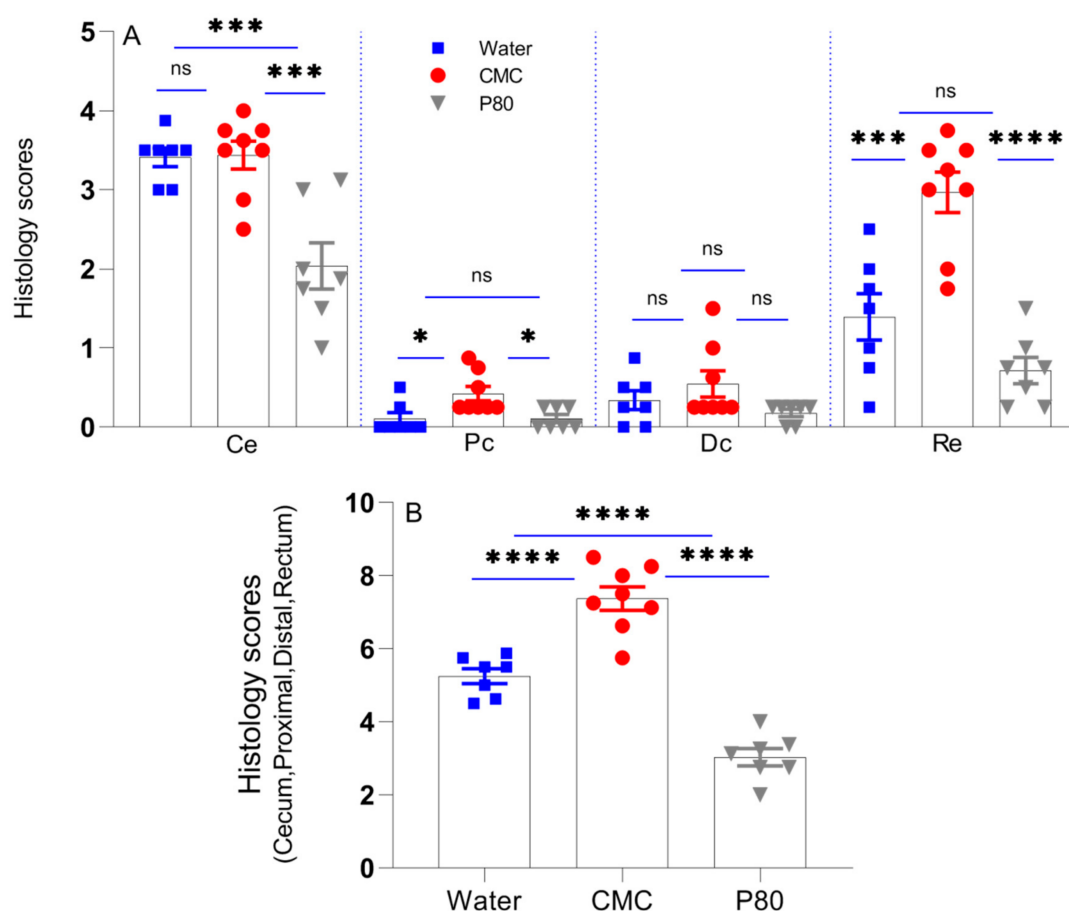 A
Histology scores
5
4
3
2
1
0
Water
CMC
P80
***
ns
***
ns
*
*
ns
ns
ns
ns
***
****
Ce
Pc
Dc
Re
B
Histology scores
(Cecum,Proximal,Distal,Rectum)
10
8
6
4
2
0
****
****
****
Water
CMC
P80